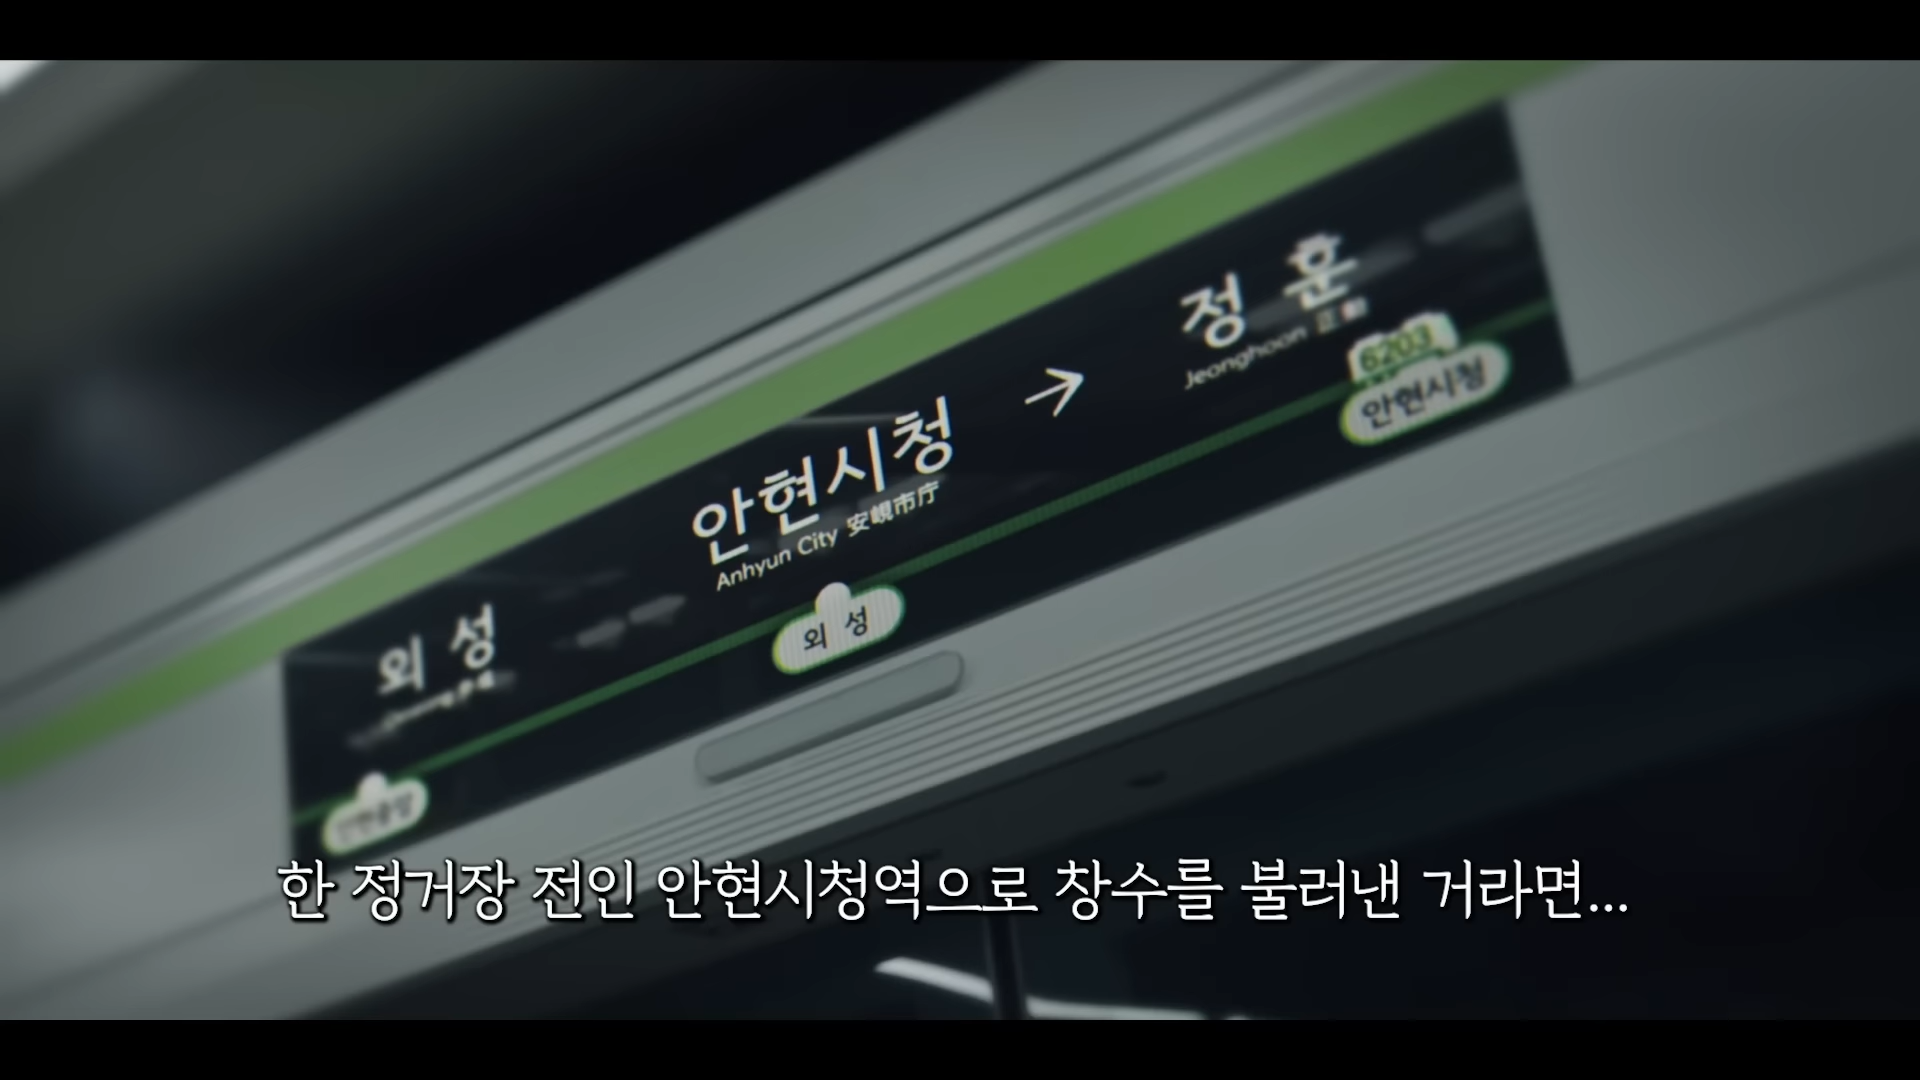 정 훈
Jeonghoon
6203
안현시청
안현시청
Anhyun City 安峴市庁
외 성
외 성
한 정거장 전인 안현시청역으로 창수를 불러낸 거라면...